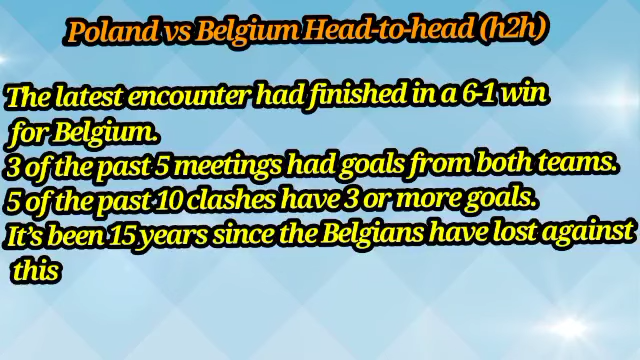 Poland vs Belgium Head-to-head (h2h)
The latest encounter had finished in a 6-1 win
for Belgium.
3 of the past 5 meetings had goals from both teams.
5 of the past 10 clashes have 3 or more goals.
It’s been 15 years since the Belgians have lost against
this